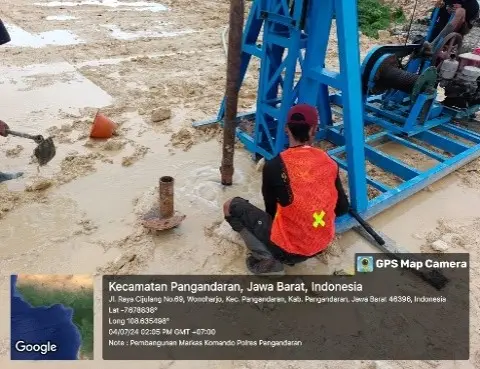 GPS Map Camera
Kecamatan Pangandaran, Jawa Barat, Indonesia
Jl. Raya Cijulang No.69, Wonoharjo, Kec. Pangandaran, Kab. Pangandaran, Jawa Barat 46396, Indonesia
Lat -7.678838°
Long 108.635498°
04/07/24 02:05 PM GMT +07:00
Note : Pembangunan Markas Komando Polres Pangandaran
Google